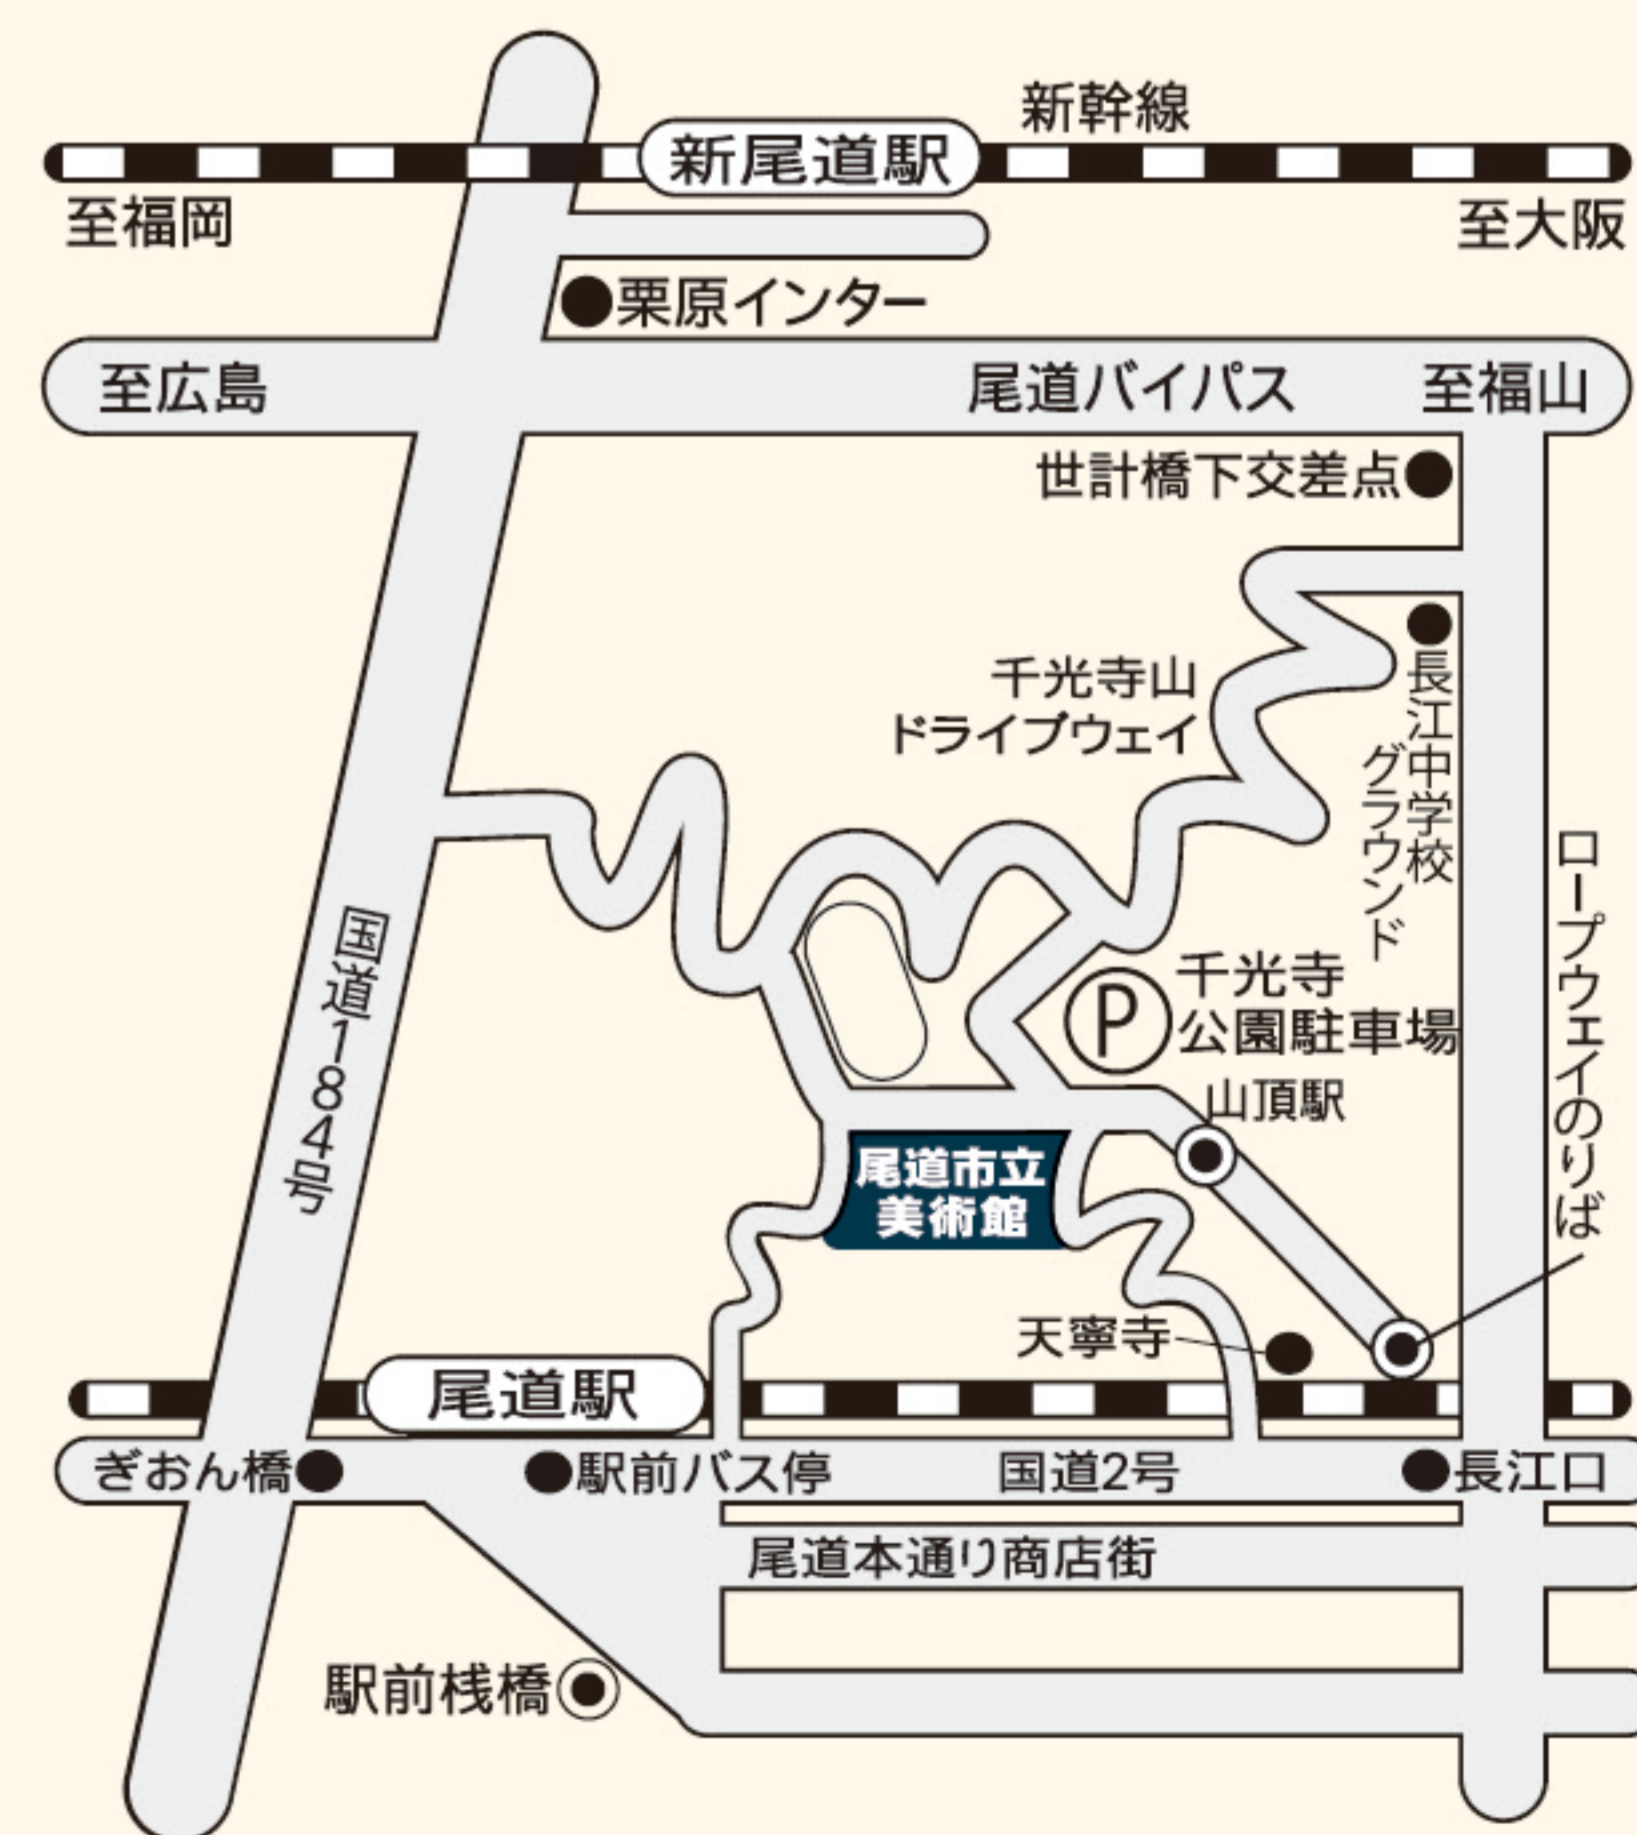 新幹線
新尾道駅
至福岡
至大阪
栗原インター
至広島
尾道バイパス
至福山
世計橋下交差点
千光寺山
ドライブウェイ
長江中学校
グラウンド
ロープウェイのりば
国道184号
P
千光寺
公園駐車場
山頂駅
尾道市立
美術館
天寧寺
尾道駅
ぎおん橋
駅前バス停
国道2号
長江口
尾道本通り商店街
駅前桟橋